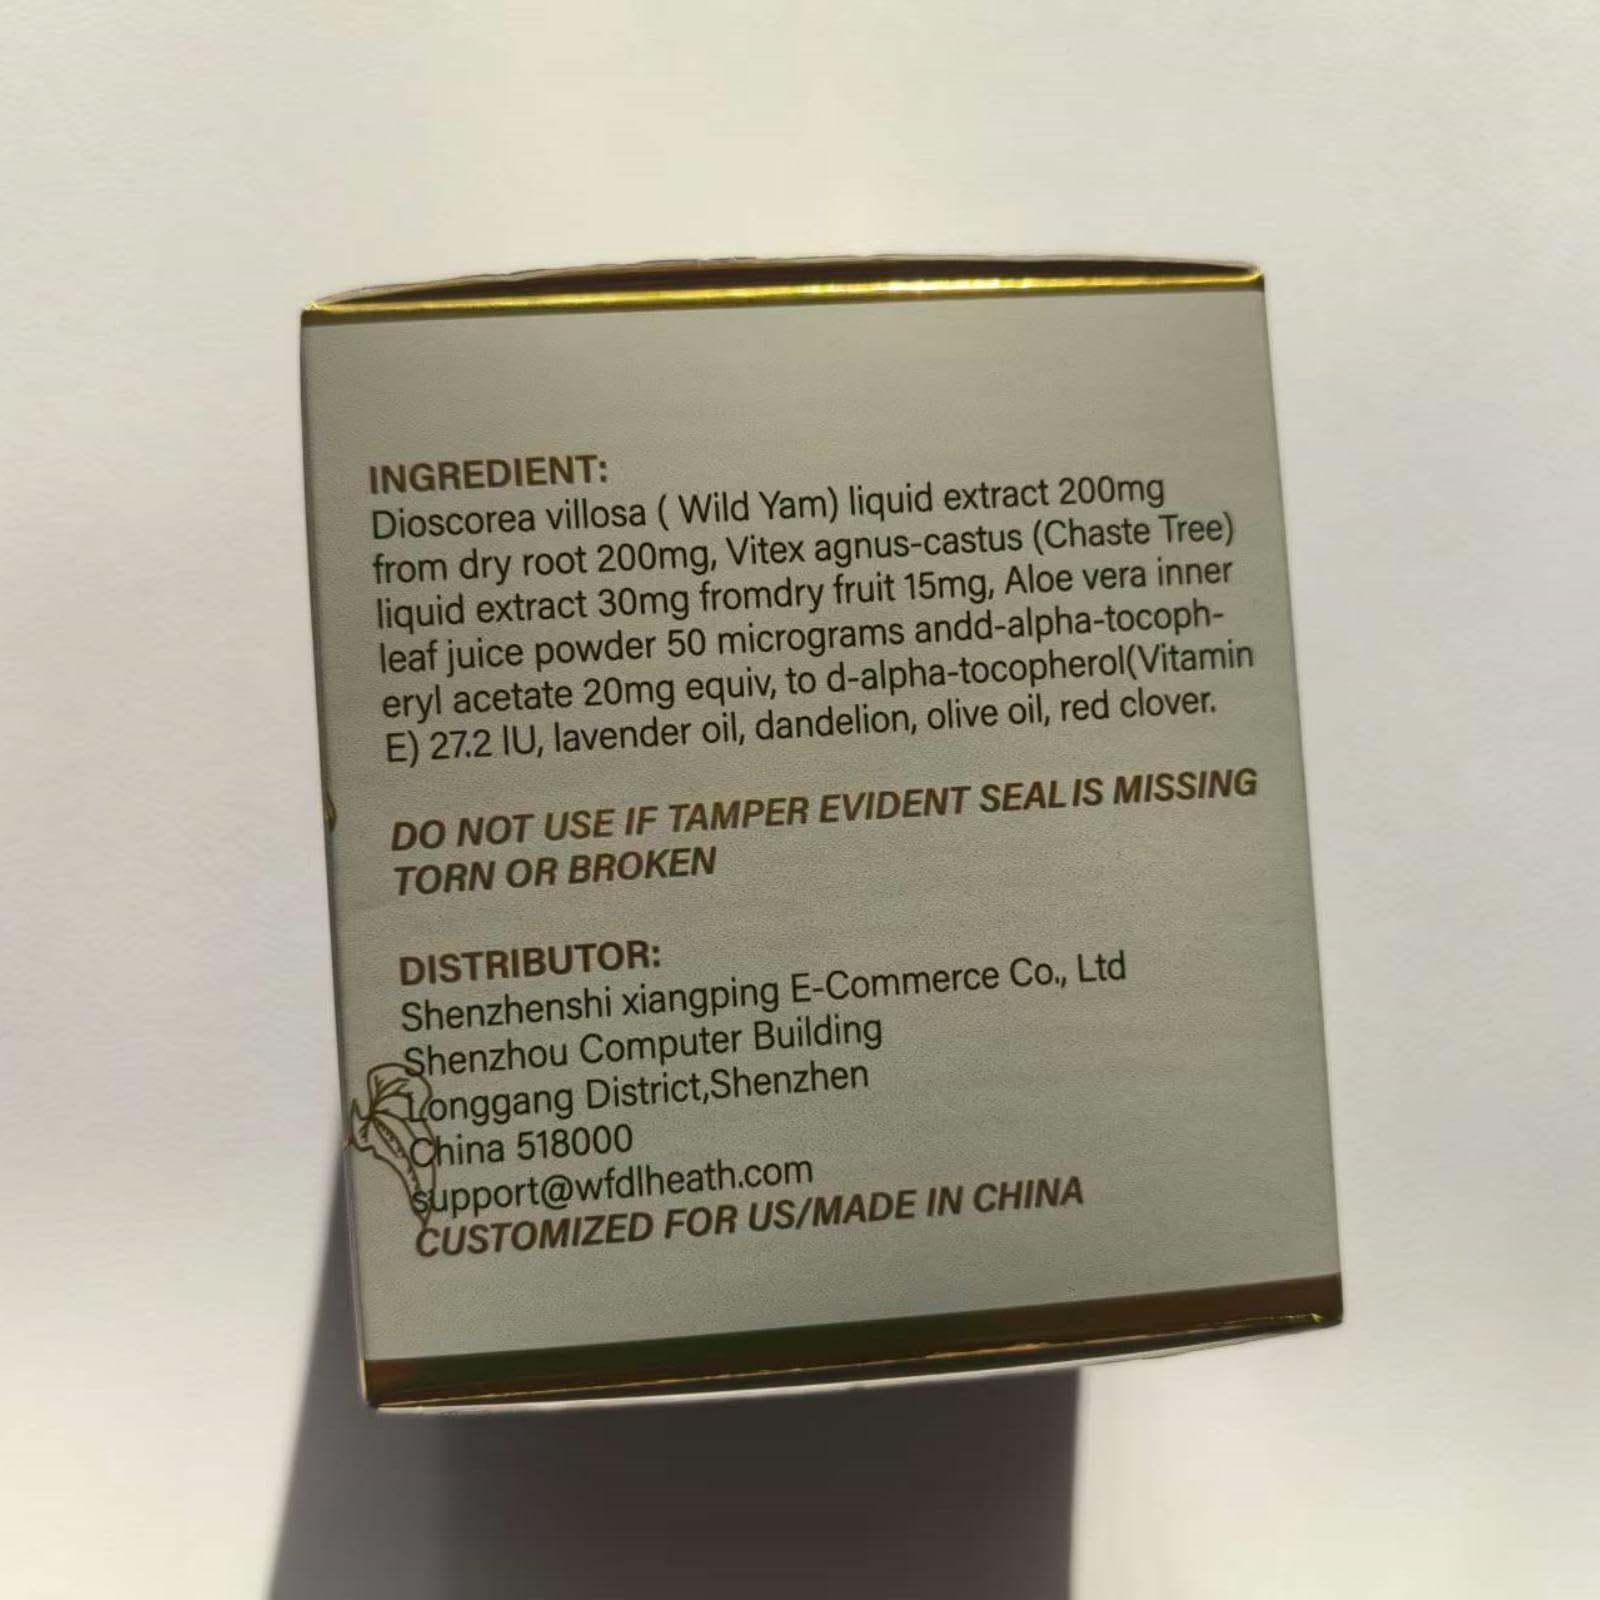 INGREDIENT:
Dioscorea villosa ( Wild Yam) liquid extract 200mg
from dry root 200mg, Vitex agnus-castus (Chaste Tree)
liquid extract 30mg fromdry fruit 15mg, Aloe vera inner
leaf juice powder 50 micrograms andd-alpha-tocoph-
eryl acetate 20mg equiv, to d-alpha-tocopherol(Vitamin
E) 27.2 IU, lavender oil, dandelion, olive oil, red clover.
DO NOT USE IF TAMPER EVIDENT SEAL IS MISSING
TORN OR BROKEN
DISTRIBUTOR:
Shenzhenshi xiangping E-Commerce Co., Ltd
Shenzhou Computer Building
Longgang District,Shenzhen
China 518000
support@wfdlheath.com
CUSTOMIZED FOR US/MADE IN CHINA